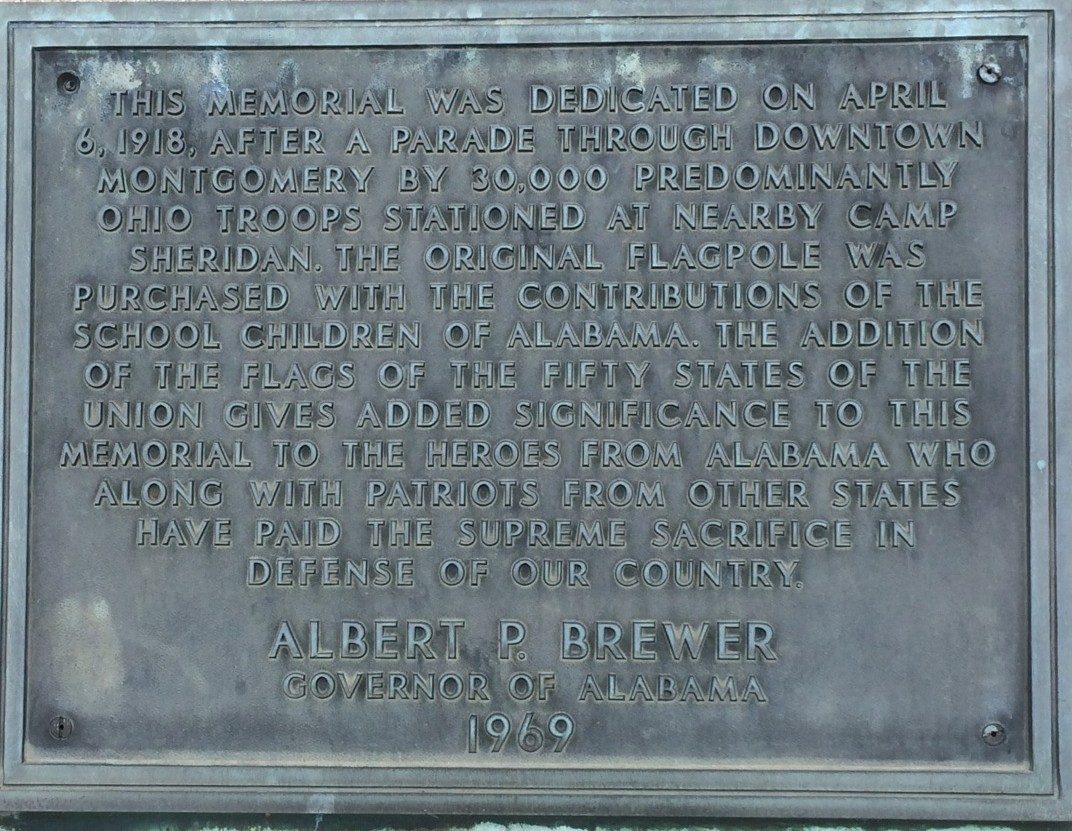 THIS MEMORIAL WAS DEDICATED ON APRIL
6, 1918, AFTER A PARADE THROUGH DOWNTOWN
MONTGOMERY BY 30,000 PREDOMINANTLY
OHIO TROOPS STATIONED AT NEARBY CAMP
SHERIDAN. THE ORIGINAL FLAGPOLE WAS
PURCHASED WITH THE CONTRIBUTIONS OF THE
SCHOOL CHILDREN OF ALABAMA. THE ADDITION
OF THE FLAGS OF THE FIFTY STATES OF THE
UNION GIVES ADDED SIGNIFICANCE TO THIS
MEMORIAL TO THE HEROES FROM ALABAMA WHO
ALONG WITH PATRIOTS FROM OTHER STATES
HAVE PAID THE SUPREME SACRIFICE IN
DEFENSE OF OUR COUNTRY.
ALBERT P. BREWER
GOVERNOR OF ALABAMA
1969